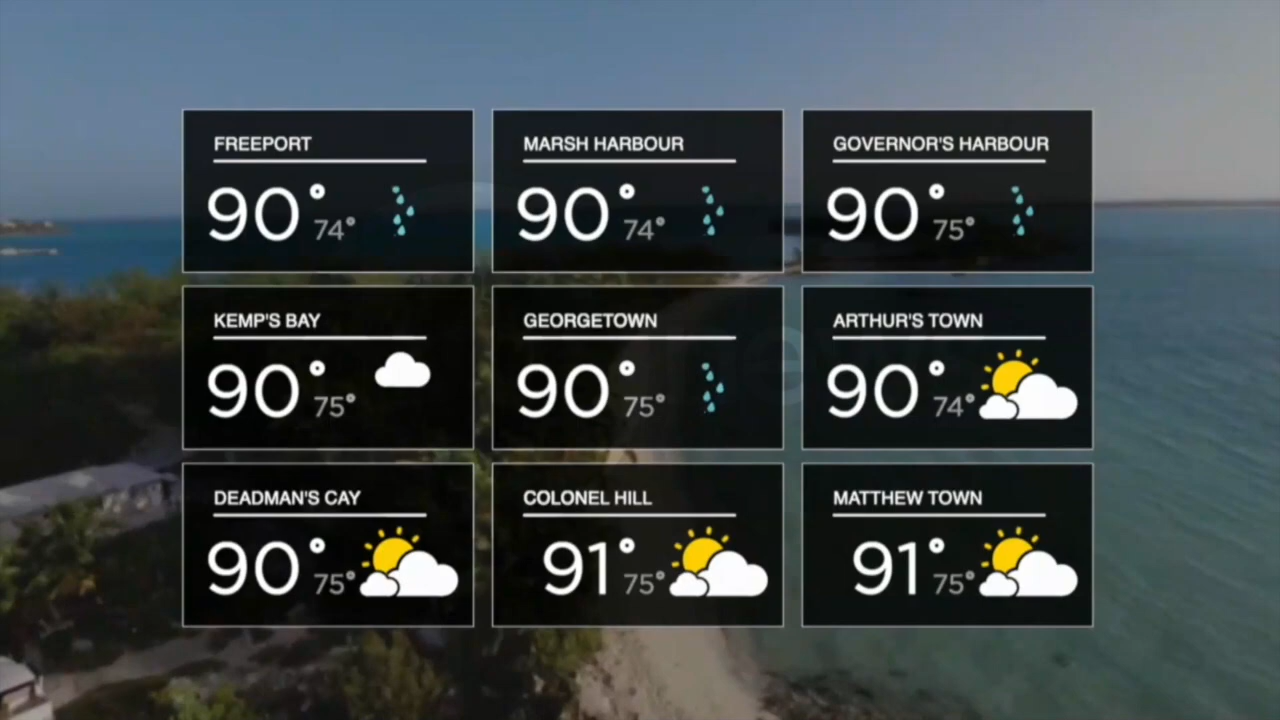 FREEPORT
90° 74°
MARSH HARBOUR
90° 74°
GOVERNOR'S HARBOUR
90° 75°
KEMP'S BAY
90° 75°
GEORGETOWN
90° 75°
ARTHUR'S TOWN
90° 74°
DEADMAN'S CAY
90° 75°
COLONEL HILL
91° 75°
MATTHEW TOWN
91° 75°